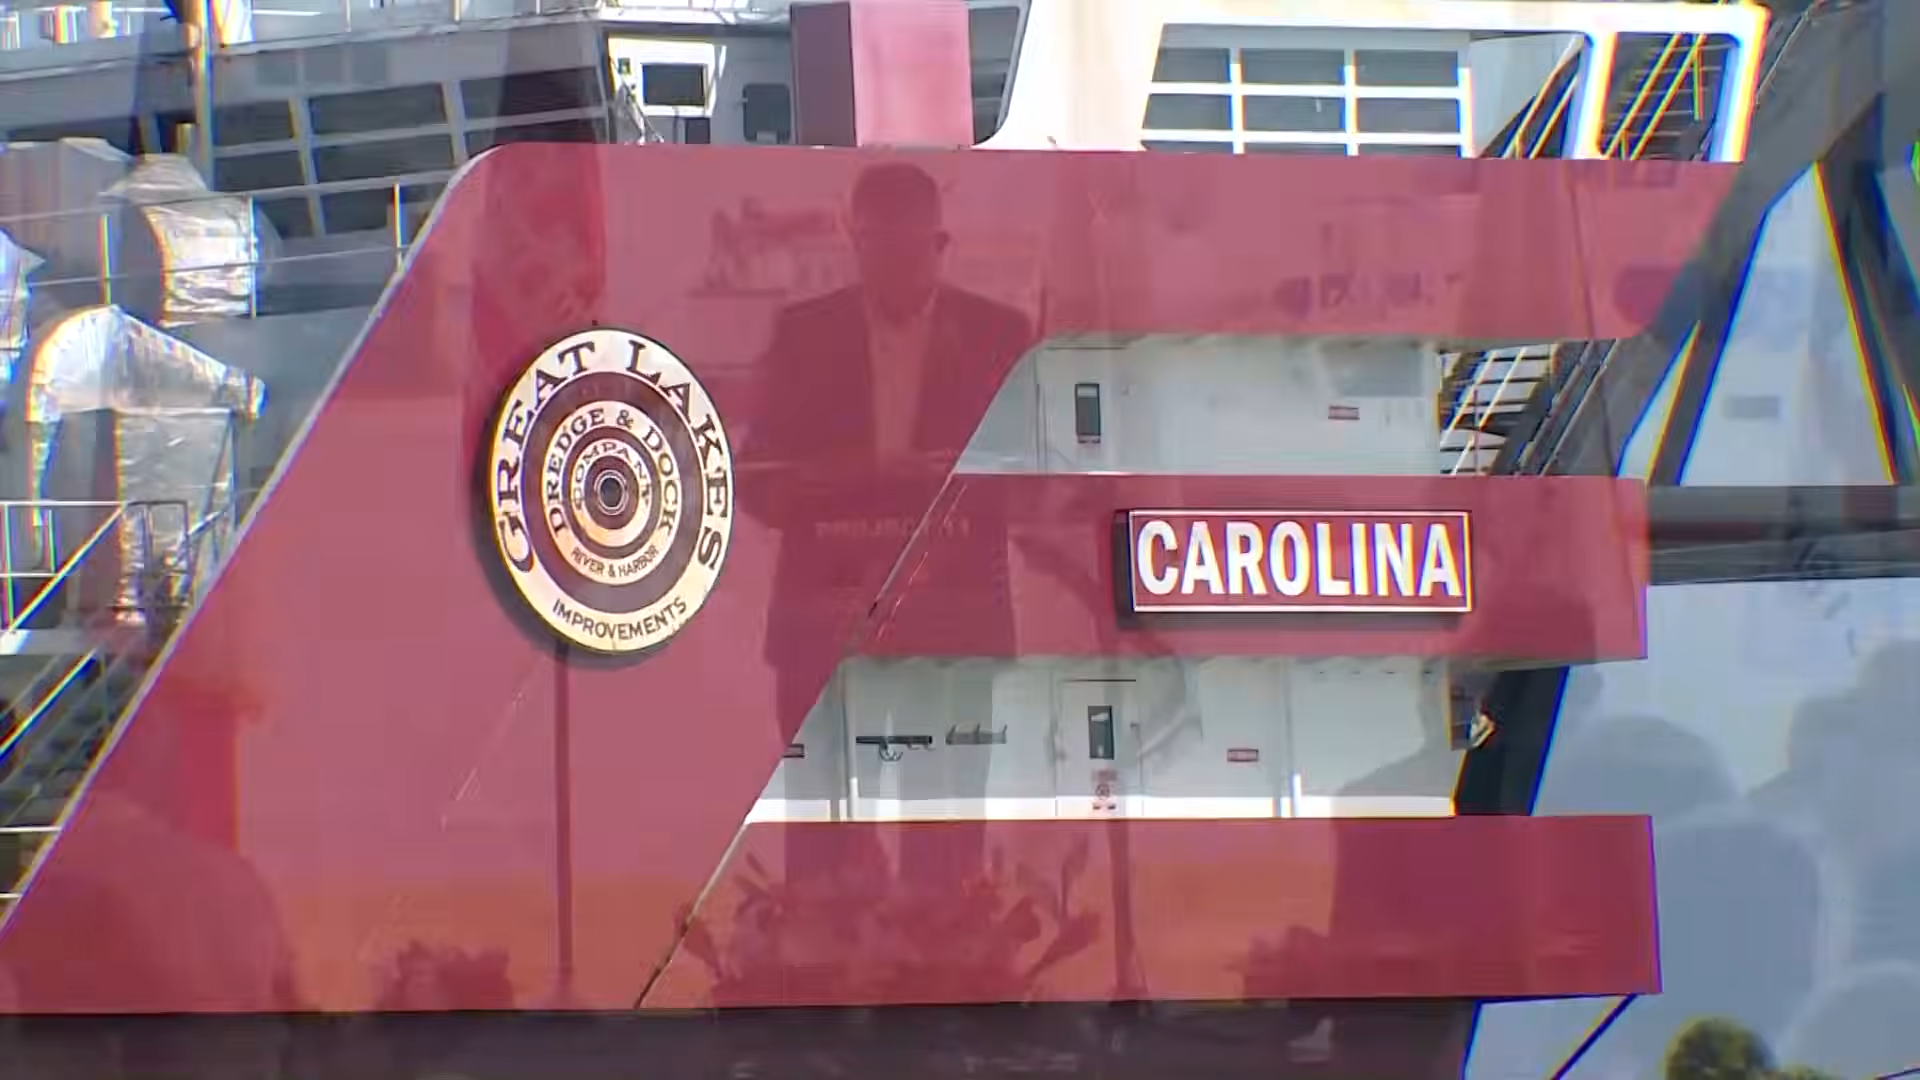 GREAT LAKES
DREDGE & DOCK
COMPANY
RIVER & HARBOR
IMPROVEMENTS
CAROLINA